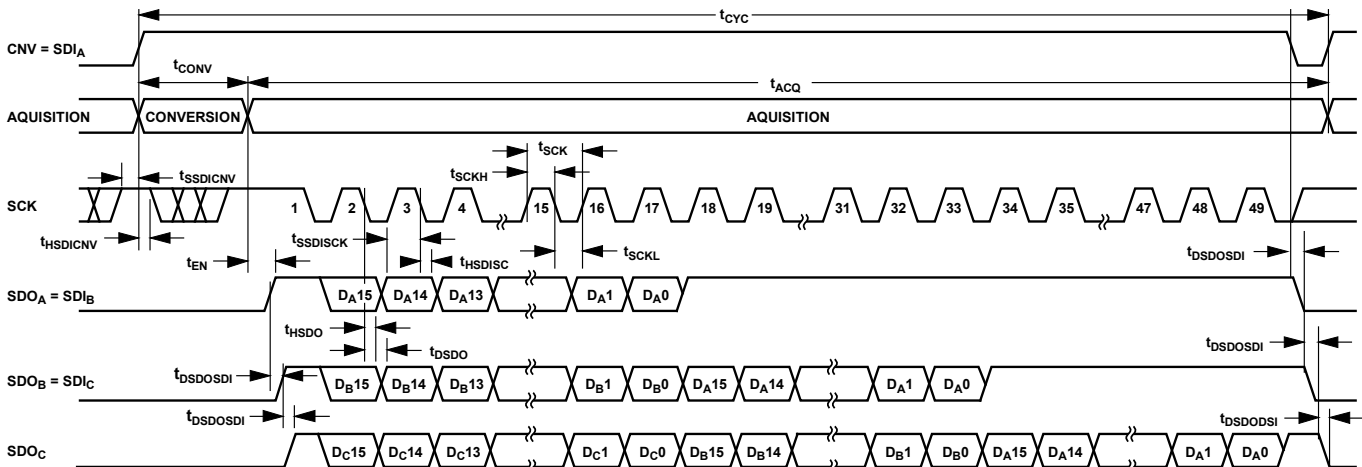 tCYC
CNV = SDIA
tCONV
tACQ
AQUISITION
CONVERSION
AQUISITION
tSCK
tSSDICNV
tSCKH
SCK
1 2 3 4 15 16 17 18 19 31 32 33 34 35 47 48 49
tHSDICNV
tSSDISCK
tEN
tHSDISC
tSCKL
tDSDOSDI
SDOA = SDIB
DA15 DA14 DA13 DA1 DA0
tHSDO
tDSDO
tDSDOSDI
tDSDOSDI
SDOB = SDIC
DB15 DB14 DB13 DB1 DB0 DA15 DA14 DA1 DA0
tDSDOSDI
tDSDODSI
SDOC
DC15 DC14 DC13 DC1 DC0 DB15 DB14 DB1 DB0 DA15 DA14 DA1 DA0